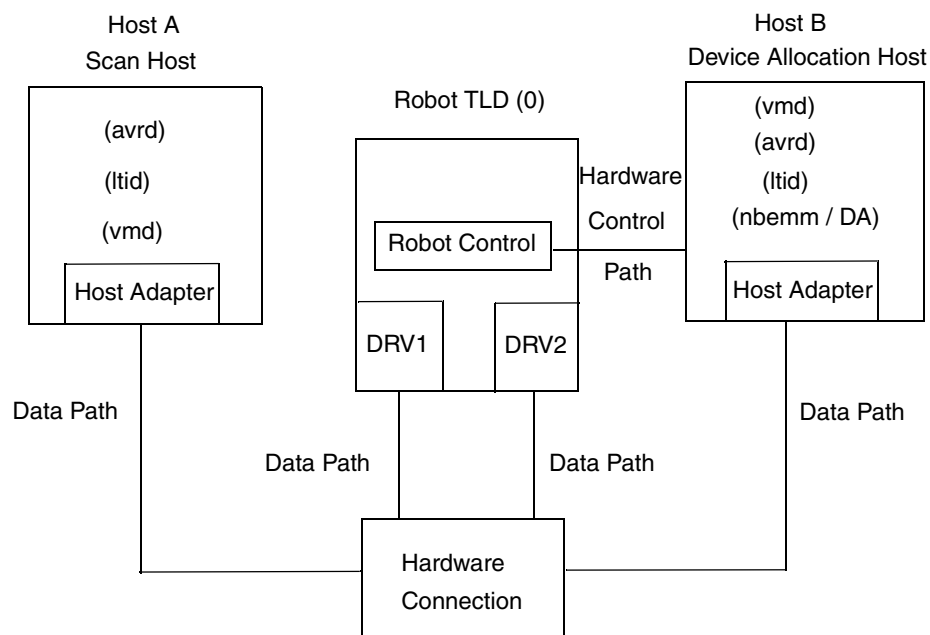 Host A
Scan Host
(avrd)
(ltid)
(vmd)
Host Adapter
Robot TLD (0)
Robot Control
DRV1
DRV2
Hardware
Control
Path
Host B
Device Allocation Host
(vmd)
(avrd)
(ltid)
(nbemm / DA)
Host Adapter
Data Path
Data Path
Data Path
Data Path
Hardware
Connection